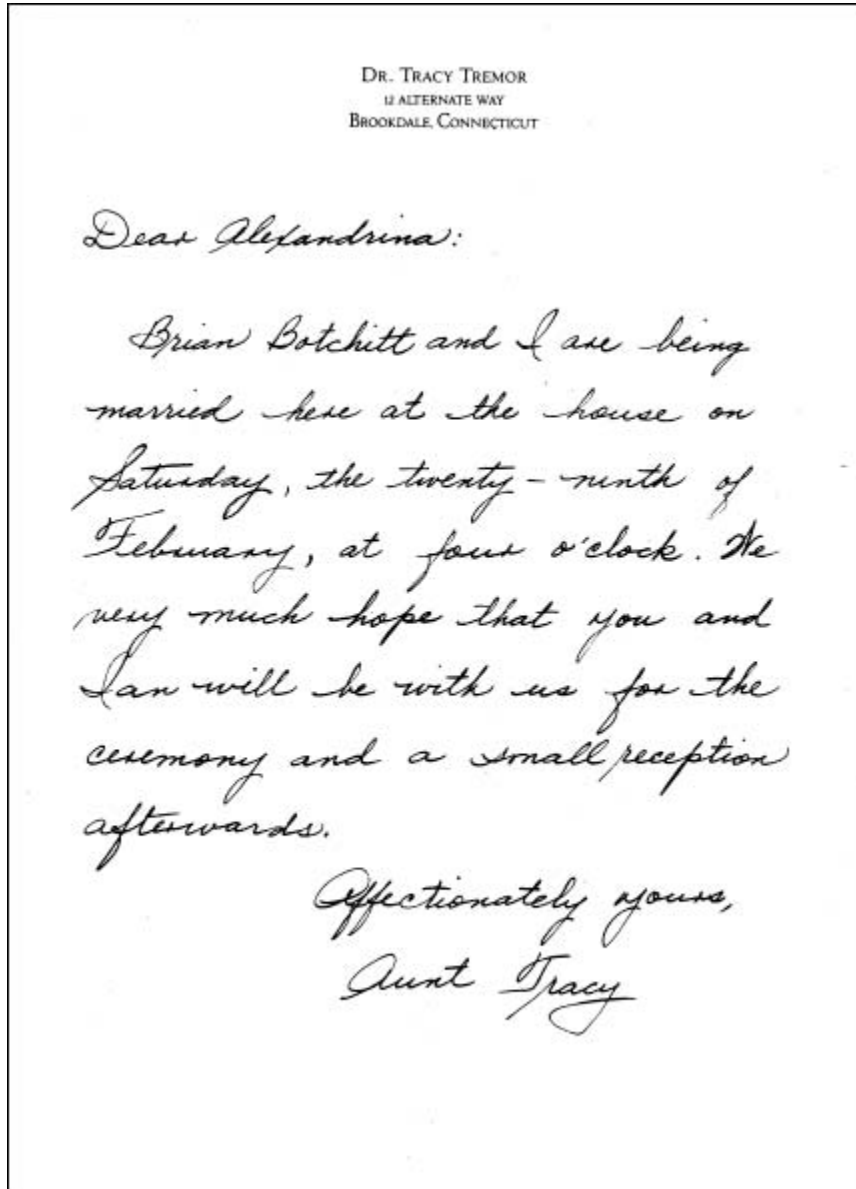 DR. TRACY TREMOR
12 ALTERNATE WAY
BROOKDALE, CONNECTICUT
Dear Alexandrina:
Brian Botchitt and I are being
married here at the house on
Saturday, the twenty-ninth of
February, at four o'clock. We
very much hope that you and
Ian will be with us for the
ceremony and a small reception
afterwards.
Affectionately yours,
Aunt Tracy